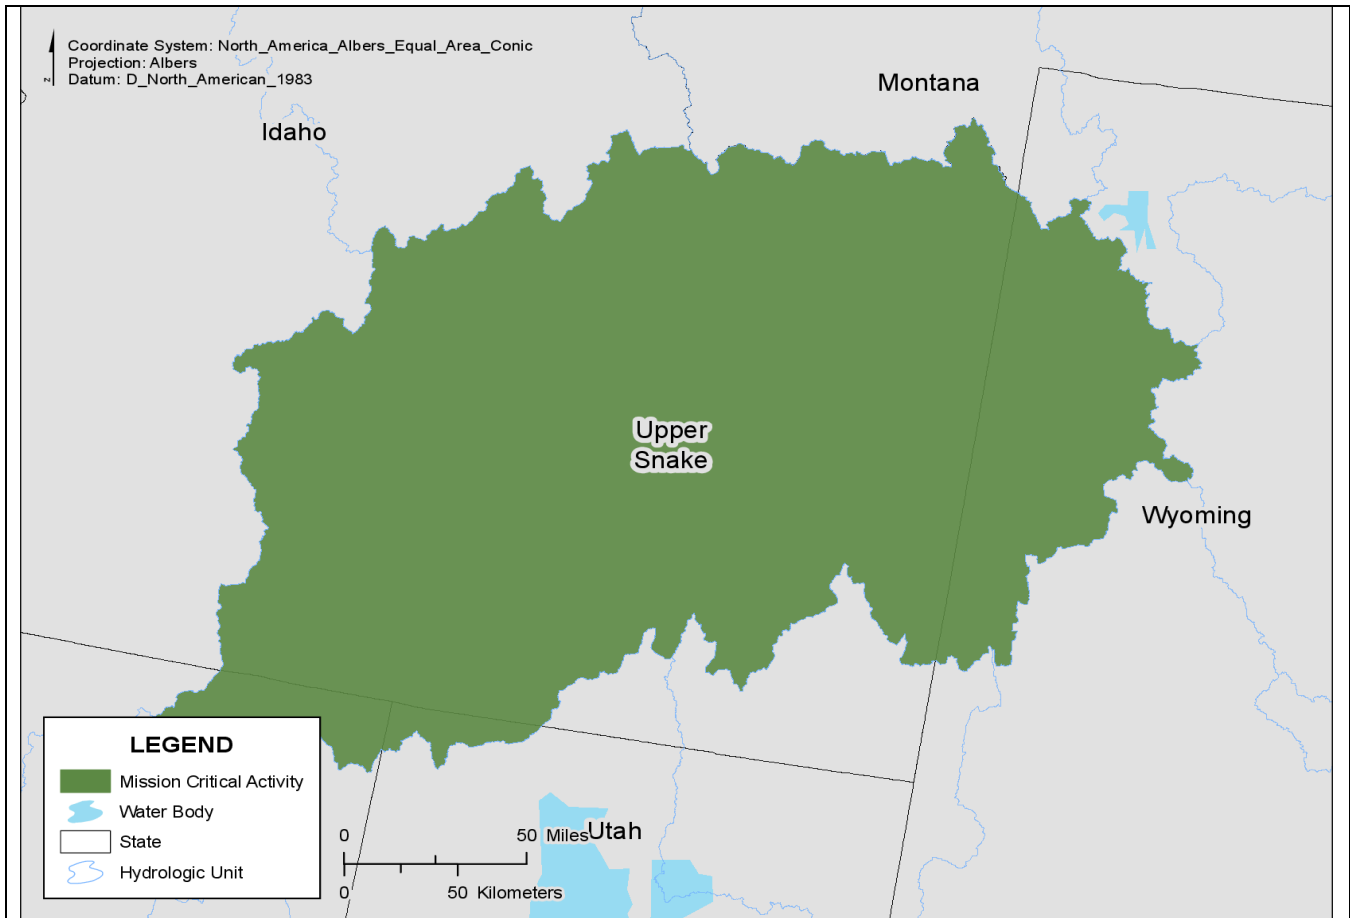 Coordinate System: North_America_Albers_Equal_Area_Conic
Projection: Albers
Datum: D_North_American_1983
N
Montana
Idaho
Upper
Snake
Wyoming
LEGEND
Mission Critical Activity
Water Body
State
Hydrologic Unit
0 50 Miles
0 50 Kilometers
Utah